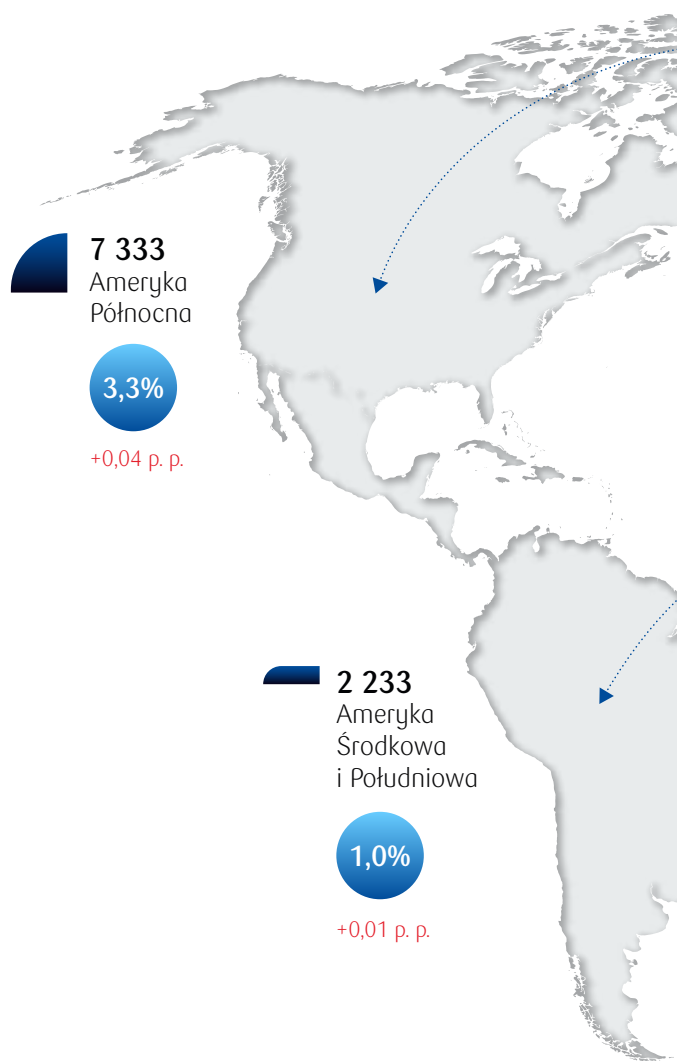 7 333
Ameryka
Północna
3,3%
+0,04 p. p.
2 233
Ameryka
Środkowa
i Południowa
1,0%
+0,01 p. p.